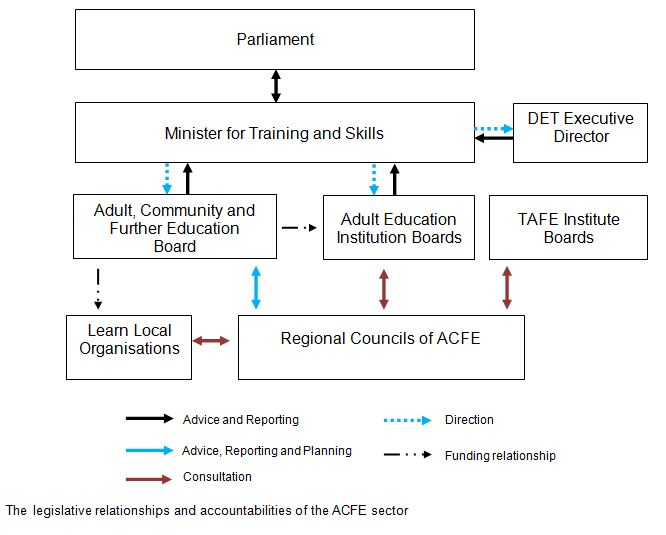 Parliament
Minister for Training and Skills
DET Executive
Director
Adult, Community and
Further Education
Board
Adult Education
Institution Boards
TAFE Institute
Boards
Learn Local
Organisations
Regional Councils of ACFE
Advice and Reporting
Direction
Advice, Reporting and Planning
Funding relationship
Consultation
The legislative relationships and accountabilities of the ACFE sector